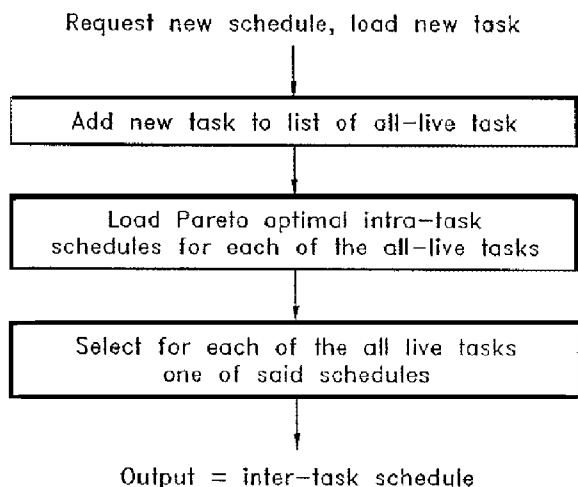 Request new schedule, load new task
Add new task to list of all-live task
Load Pareto optimal intra-task
schedules for each of the all-live tasks
Select for each of the all live tasks
one of said schedules
Output = inter-task schedule